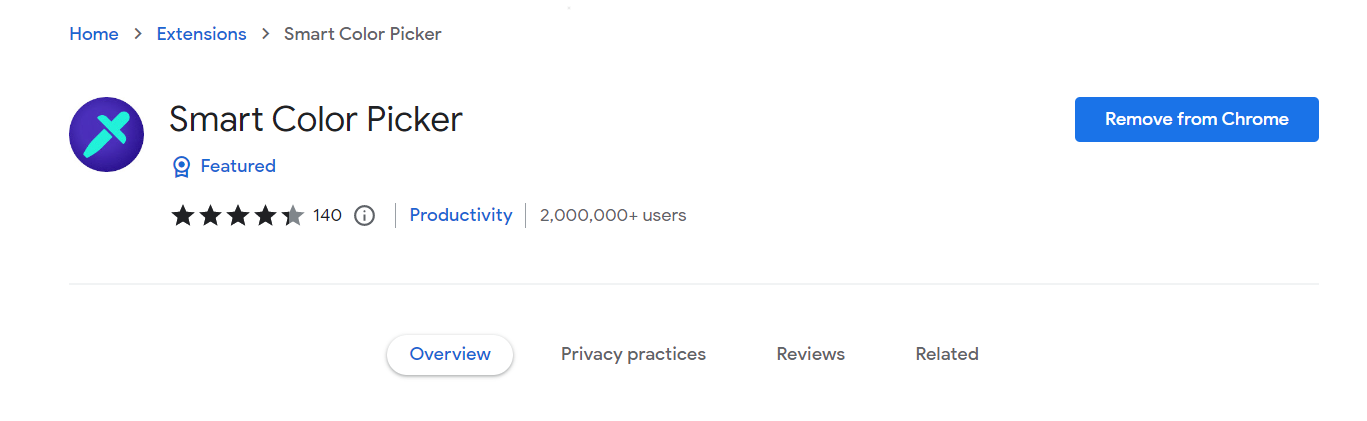 Home > Extensions > Smart Color Picker
Smart Color Picker
Remove from Chrome
Featured
140 | Productivity | 2,000,000+ users
Overview Privacy practices Reviews Related